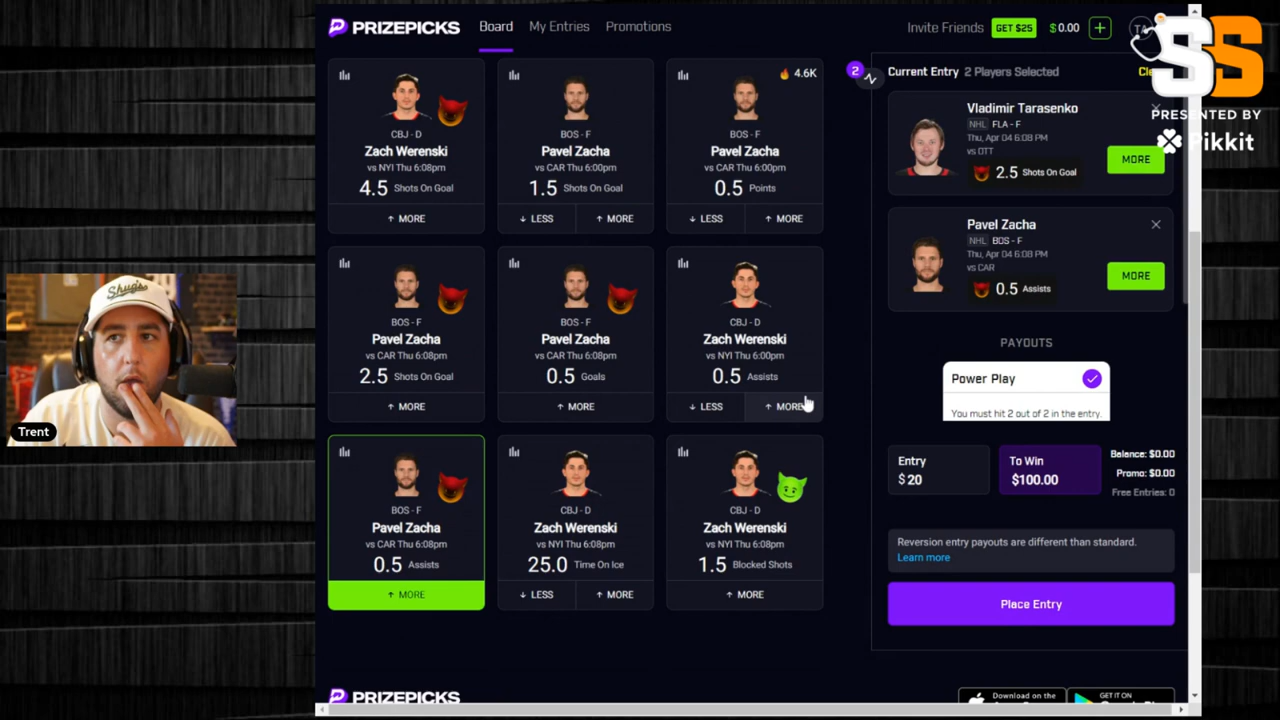 PRIZEPICKS
Board
My Entries
Promotions
Invite Friends
GET $25
$0.00
+
SS
PRESENTED BY
Pikkit
CBJ - D
Zach Werenski
vs NYI Thu 6:08pm
4.5 Shots On Goal
↑ MORE
BOS - F
Pavel Zacha
vs CAR Thu 6:00pm
1.5 Shots On Goal
↓ LESS
↑ MORE
4.6K
BOS - F
Pavel Zacha
vs CAR Thu 6:00pm
0.5 Points
↓ LESS
↑ MORE
BOS - F
Pavel Zacha
vs CAR Thu 6:08pm
2.5 Shots On Goal
↑ MORE
BOS - F
Pavel Zacha
vs CAR Thu 6:08pm
0.5 Goals
↑ MORE
CBJ - D
Zach Werenski
vs NYI Thu 6:00pm
0.5 Assists
↓ LESS
↑ MORE
BOS - F
Pavel Zacha
vs CAR Thu 6:08pm
0.5 Assists
↑ MORE
CBJ - D
Zach Werenski
vs NYI Thu 6:08pm
25.0 Time On Ice
↓ LESS
↑ MORE
CBJ - D
Zach Werenski
vs NYI Thu 6:08pm
1.5 Blocked Shots
↑ MORE
2
Current Entry 2 Players Selected
Vladimir Tarasenko
NHL FLA - F
Thu, Apr 04 6:08 PM
vs OTT
2.5 Shots On Goal
MORE
Pavel Zacha
NHL BOS - F
Thu, Apr 04 6:08 PM
vs CAR
0.5 Assists
MORE
PAYOUTS
Power Play
You must hit 2 out of 2 in the entry.
Entry
$20
To Win
$100.00
Balance: $0.00
Promo: $0.00
Free Entries: 0
Reversion entry payouts are different than standard.
Learn more
Place Entry
PRIZEPICKS
Download on the
GET IT ON
Google Play
Shugs
Trent